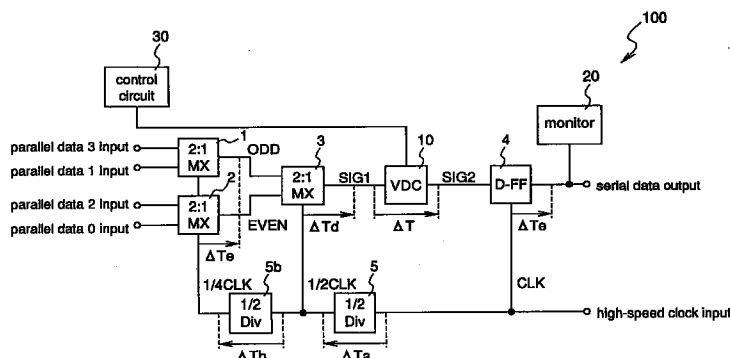 100
30
control
circuit
20
monitor
parallel data 3 input
parallel data 1 input
2:1
MX
1
ODD
parallel data 2 input
parallel data 0 input
2:1
MX
2
EVEN
2:1
MX
3
SIG1
VDC
10
SIG2
D-FF
4
serial data output
ΔTe
ΔTd
ΔT
ΔTe
1/4CLK
1/2
Div
5b
1/2CLK
1/2
Div
5
CLK
high-speed clock input
ΔTb
ΔTa